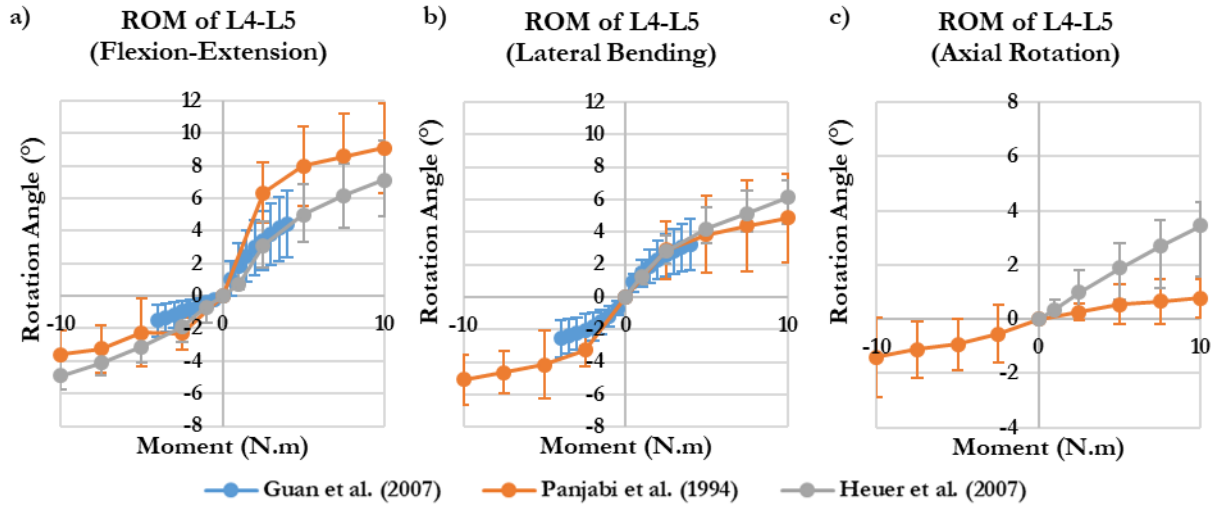 a)
ROM of L4-L5
(Flexion-Extension)
Rotation Angle (°)
12
10
8
6
4
2
0
-2
-4
-6
-8
-10
0
10
Moment (N.m)
b)
ROM of L4-L5
(Lateral Bending)
Rotation Angle (°)
12
10
8
6
4
2
0
-2
-4
-6
-8
-10
0
10
Moment (N.m)
c)
ROM of L4-L5
(Axial Rotation)
Rotation Angle (°)
8
6
4
2
0
-2
-4
-10
0
10
Moment (N.m)
Guan et al. (2007)
Panjabi et al. (1994)
Heuer et al. (2007)